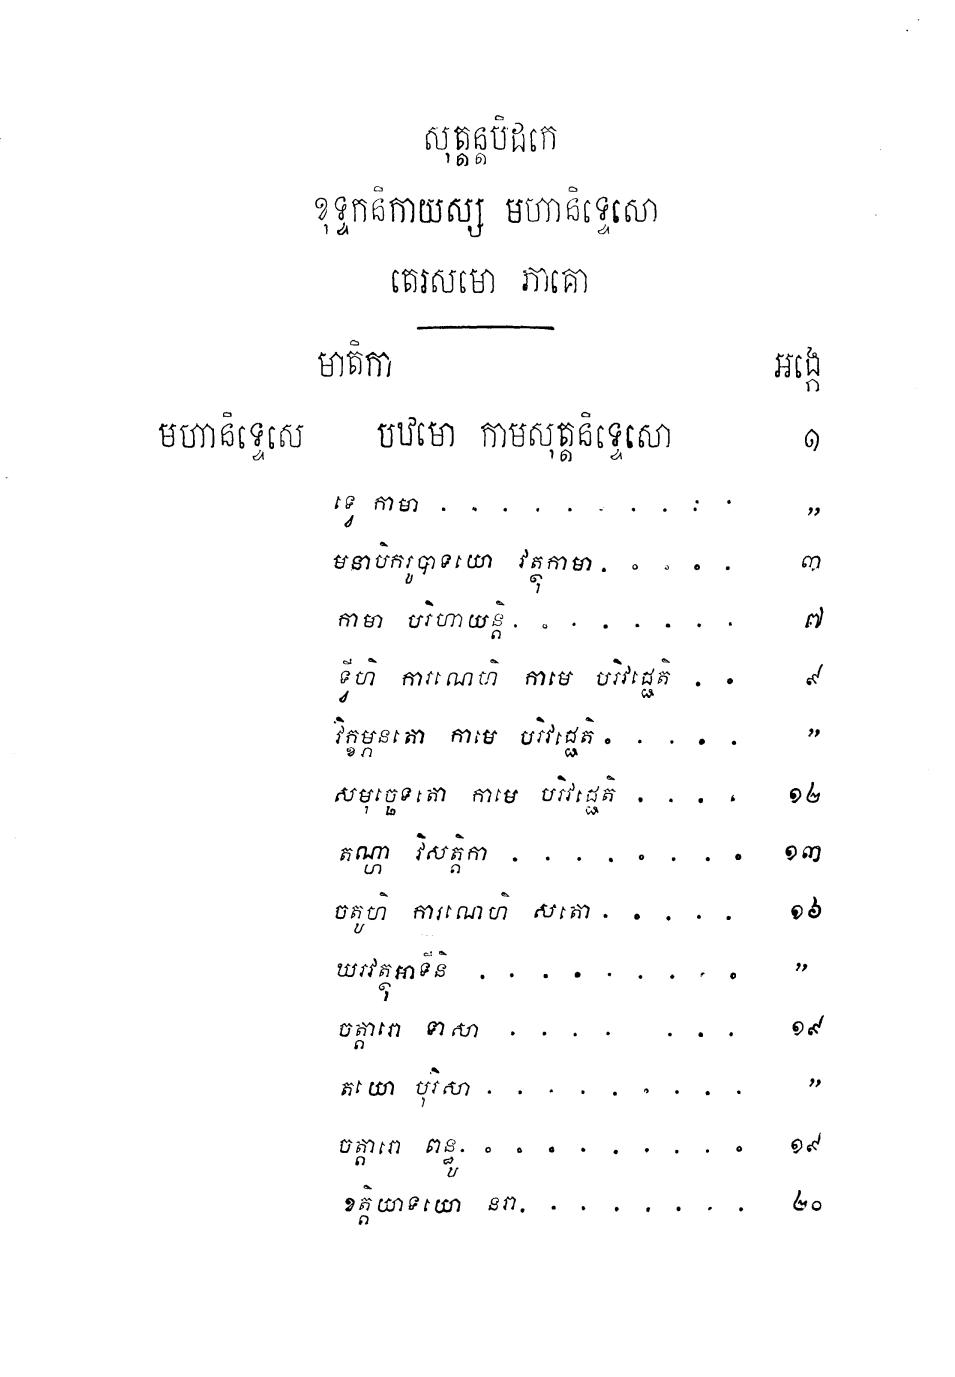 សុត្តន្តបិដកេ
ខុទ្ទកនិកាយស្ស មហានិទ្ទេសោ
តេរសមោ ភាគោ
មាតិកា អង្កេ
មហានិទ្ទេសេ បឋមោ កាមសុត្តនិទ្ទេសោ ១
ទ្វេ កាមា . . . . . . . . . . ,,
មនាបិករូបាទយោ វត្ថុកាមា . . . . . ៣
កាមា បរិហាយន្តិ . . . . . . . . ៧
ទ្វីហិ ការណេហិ កាមេ បរិវជ្ជេតិ . . ៩
វិក្ខម្ភនតោ កាមេ បរិវជ្ជេតិ . . . . . ,,
សមុច្ឆេទតោ កាមេ បរិវជ្ជេតិ . . . . ១២
តណ្ហា វិសត្តិកា . . . . . . . . ១៣
ចតូហិ ការណេហិ សតោ . . . . . ១៦
ឃរវត្ថុអាទីនិ . . . . . . . . . ,,
ចត្តារោ ទាសា . . . . . . . ១៩
តយោ បុរិសា . . . . . . . . . ,,
ចត្តារោ ពន្ធូ . . . . . . . . . . ១៩
ខត្តិយាទយោ នរា . . . . . . . . ២០